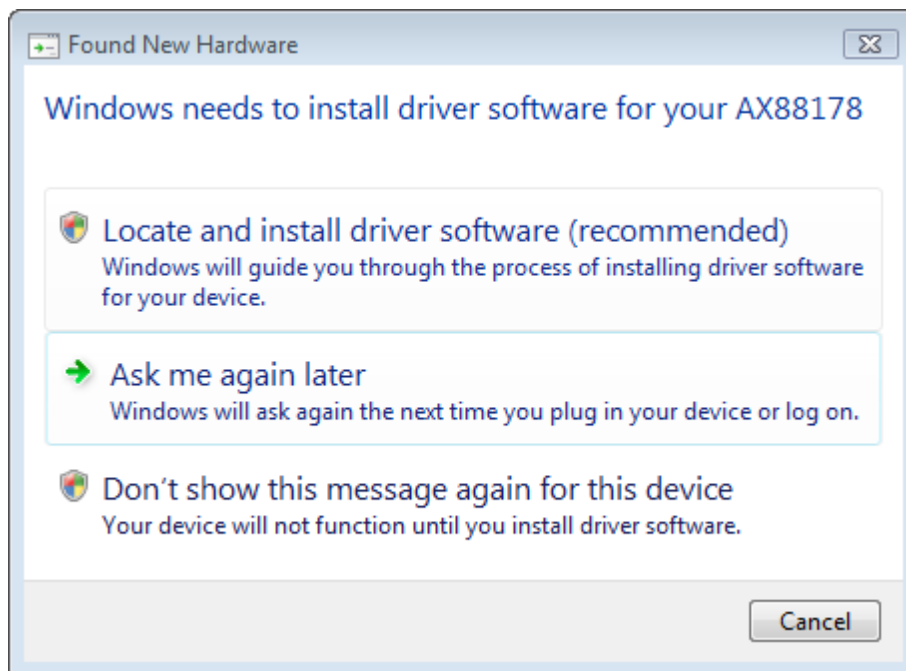 Found New Hardware
Windows needs to install driver software for your AX88178
Locate and install driver software (recommended)
Windows will guide you through the process of installing driver software
for your device.
Ask me again later
Windows will ask again the next time you plug in your device or log on.
Don't show this message again for this device
Your device will not function until you install driver software.
Cancel